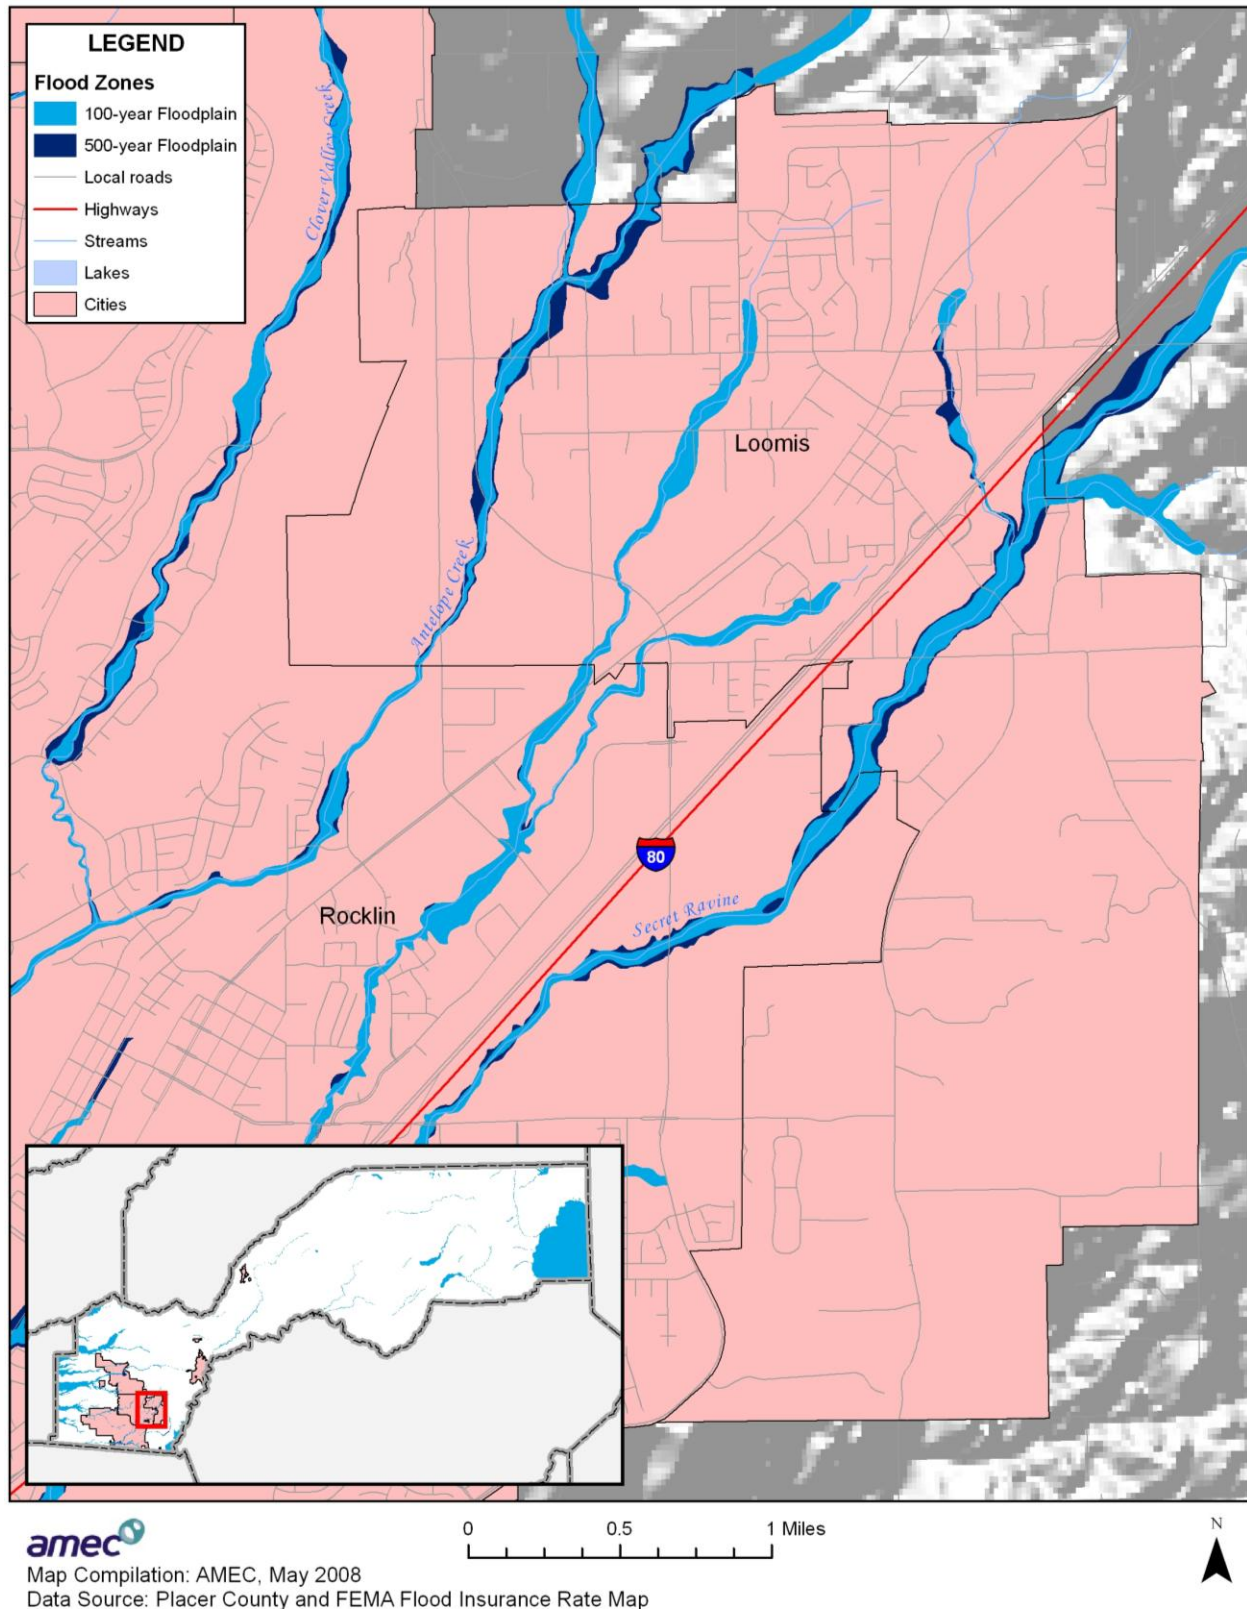 LEGEND
Flood Zones
100-year Floodplain
500-year Floodplain
Local roads
Highways
Streams
Lakes
Cities
Clover Valley Creek
Loomis
Antelope Creek
80
Rocklin
Secret Ravine
amec
0 0.5 1 Miles
N
Map Compilation: AMEC, May 2008
Data Source: Placer County and FEMA Flood Insurance Rate Map